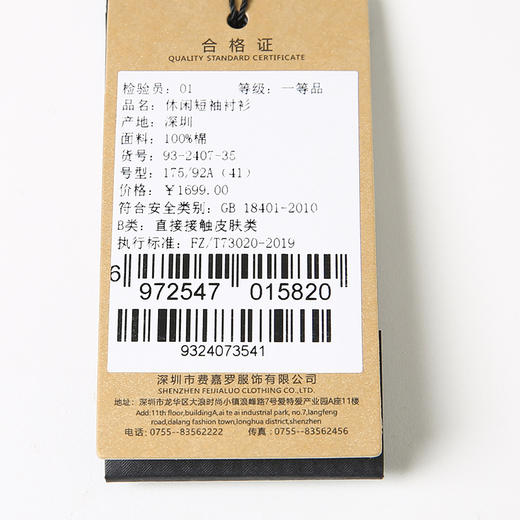 合格证
QUALITY STANDARD CERTIFICATE
检验员: 01 等级: 一等品
品名: 休闲短袖衬衫
产地: 深圳
面料: 100%棉
货号: 93-2407-35
号型: 175/92A (41)
价格: ￥1699.00
符合安全类别: GB 18401-2010
B类: 直接接触皮肤类
执行标准: FZ/T73020-2019
6 972547 015820
9324073541
深圳市费嘉罗服饰有限公司
SHENZHEN FEIJIALUO CLOTHING CO.,LTD
地址: 深圳市龙华区大浪时尚小镇浪峰路7号爱特爱产业园A座11楼
Add:11th floor,buildingA,ai te ai industrial park, no.7,langfeng
road,dalang fashion town,longhua district,shenzhen
电话: 0755--83562222 传真: 0755--83562456